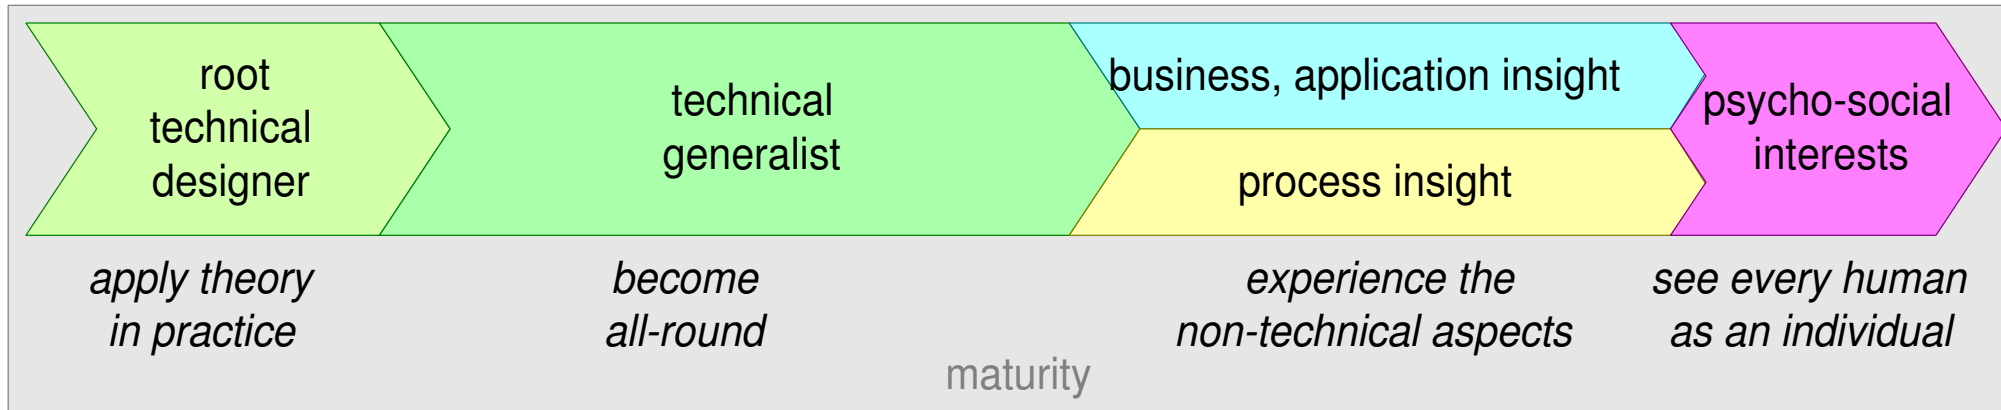 root
technical
designer
technical
generalist
business, application insight
process insight
psycho-social
interests
apply theory
in practice
become
all-round
experience the
non-technical aspects
see every human
as an individual
maturity